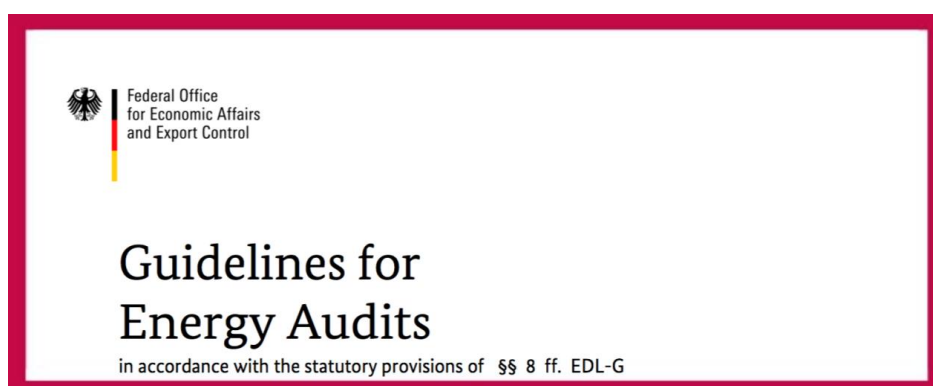 Federal Office
for Economic Affairs
and Export Control
Guidelines for
Energy Audits
in accordance with the statutory provisions of §§ 8 ff. EDL-G